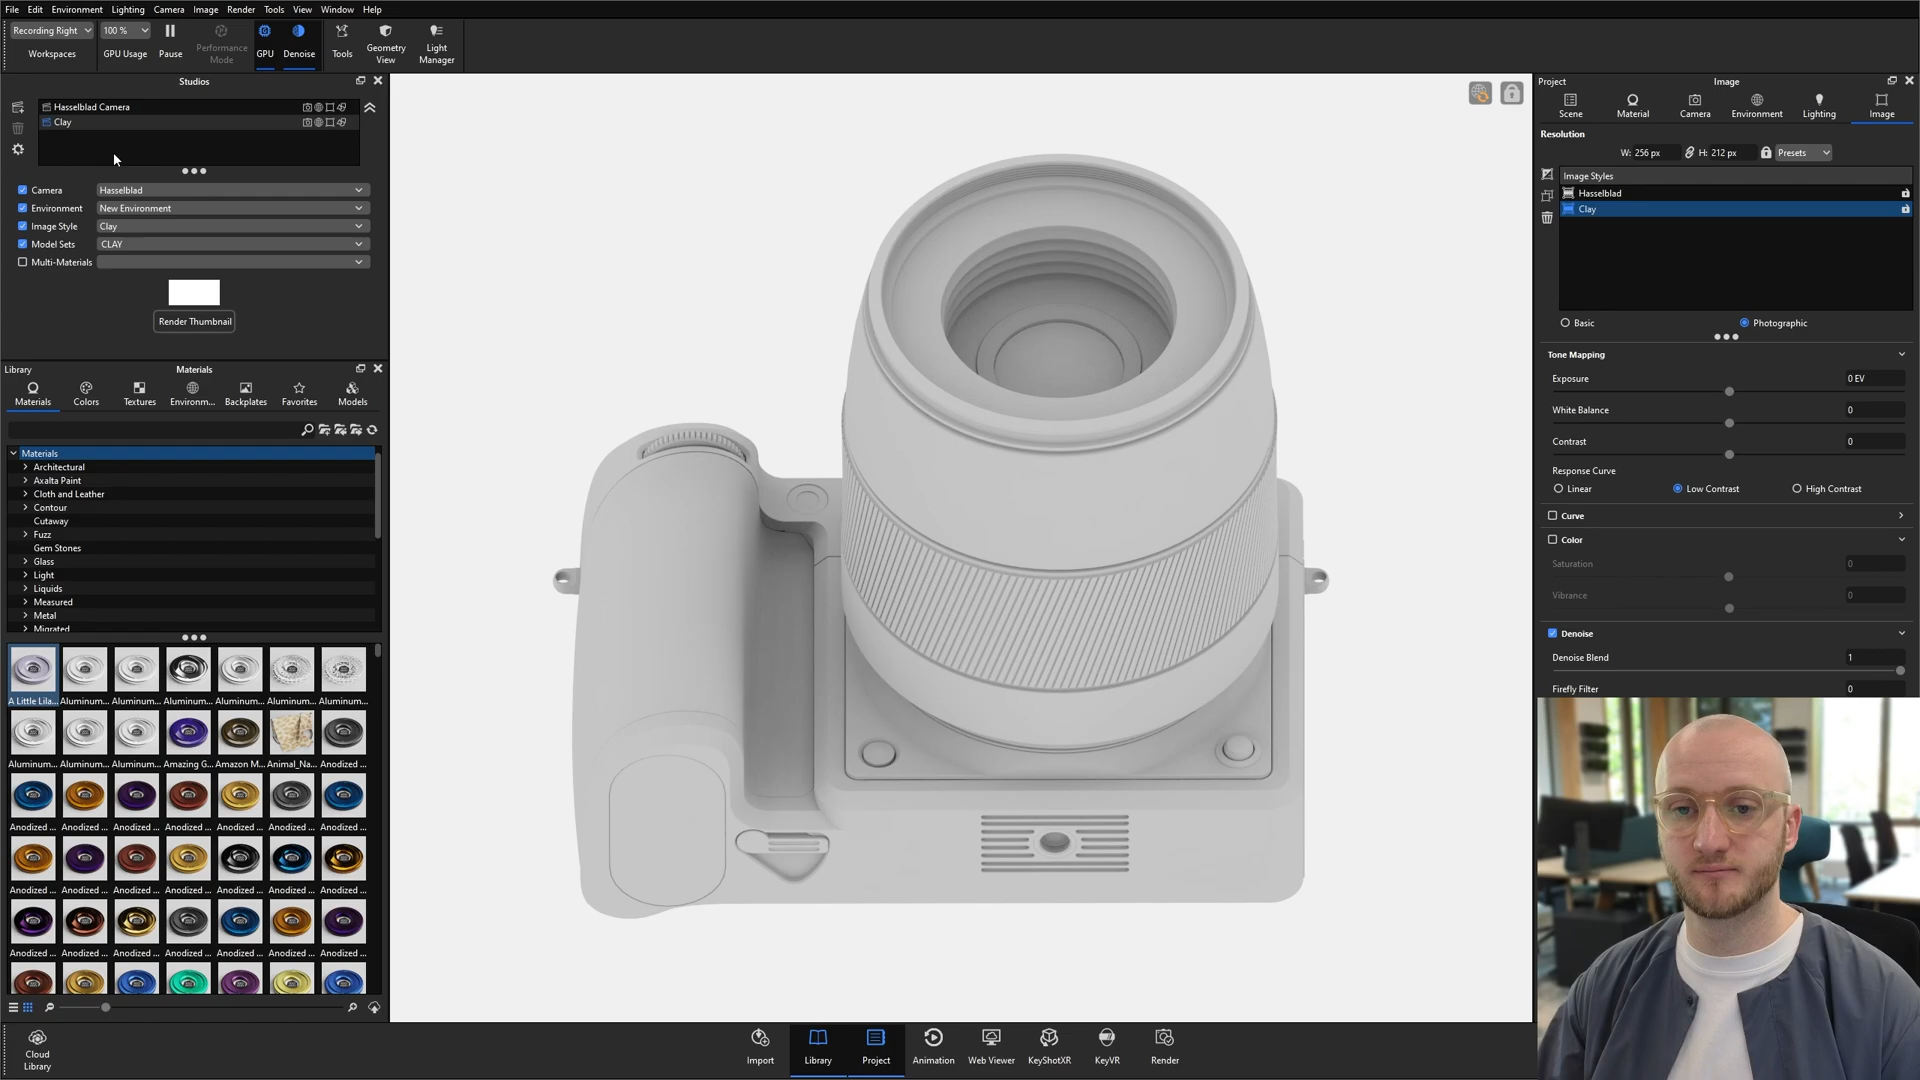 File Edit Environment Lighting Camera Image Render Tools View Window Help
Recording Right 100 %
Workspaces GPU Usage Pause Performance Mode GPU Denoise Tools Geometry View Light Manager
Studios
Hasselblad Camera
Clay
Camera Hasselblad
Environment New Environment
Image Style Clay
Model Sets CLAY
Multi-Materials
Render Thumbnail
Library Materials
Materials Colors Textures Environm... Backplates Favorites Models
Materials
Architectural
Axalta Paint
Cloth and Leather
Contour
Cutaway
Fuzz
Gem Stones
Glass
Light
Liquids
Measured
Metal
Migrated
A Little Lila... Aluminum... Aluminum... Aluminum... Aluminum... Aluminum... Aluminum...
Aluminum... Aluminum... Aluminum... Amazing G... Amazon M... Animal_Na... Anodized ...
Anodized ... Anodized ... Anodized ... Anodized ... Anodized ... Anodized ... Anodized ...
Anodized ... Anodized ... Anodized ... Anodized ... Anodized ... Anodized ... Anodized ...
Anodized ... Anodized ... Anodized ... Anodized ... Anodized ... Anodized ... Anodized ...
Cloud Library
Import Library Project Animation Web Viewer KeyShotXR KeyVR Render
Project Image
Scene Material Camera Environment Lighting Image
Resolution
W: 256 px H: 212 px Presets
Image Styles
Hasselblad
Clay
Basic Photographic
Tone Mapping
Exposure 0 EV
White Balance 0
Contrast 0
Response Curve
Linear Low Contrast High Contrast
Curve
Color
Saturation 0
Vibrance 0
Denoise
Denoise Blend 1
Firefly Filter 0